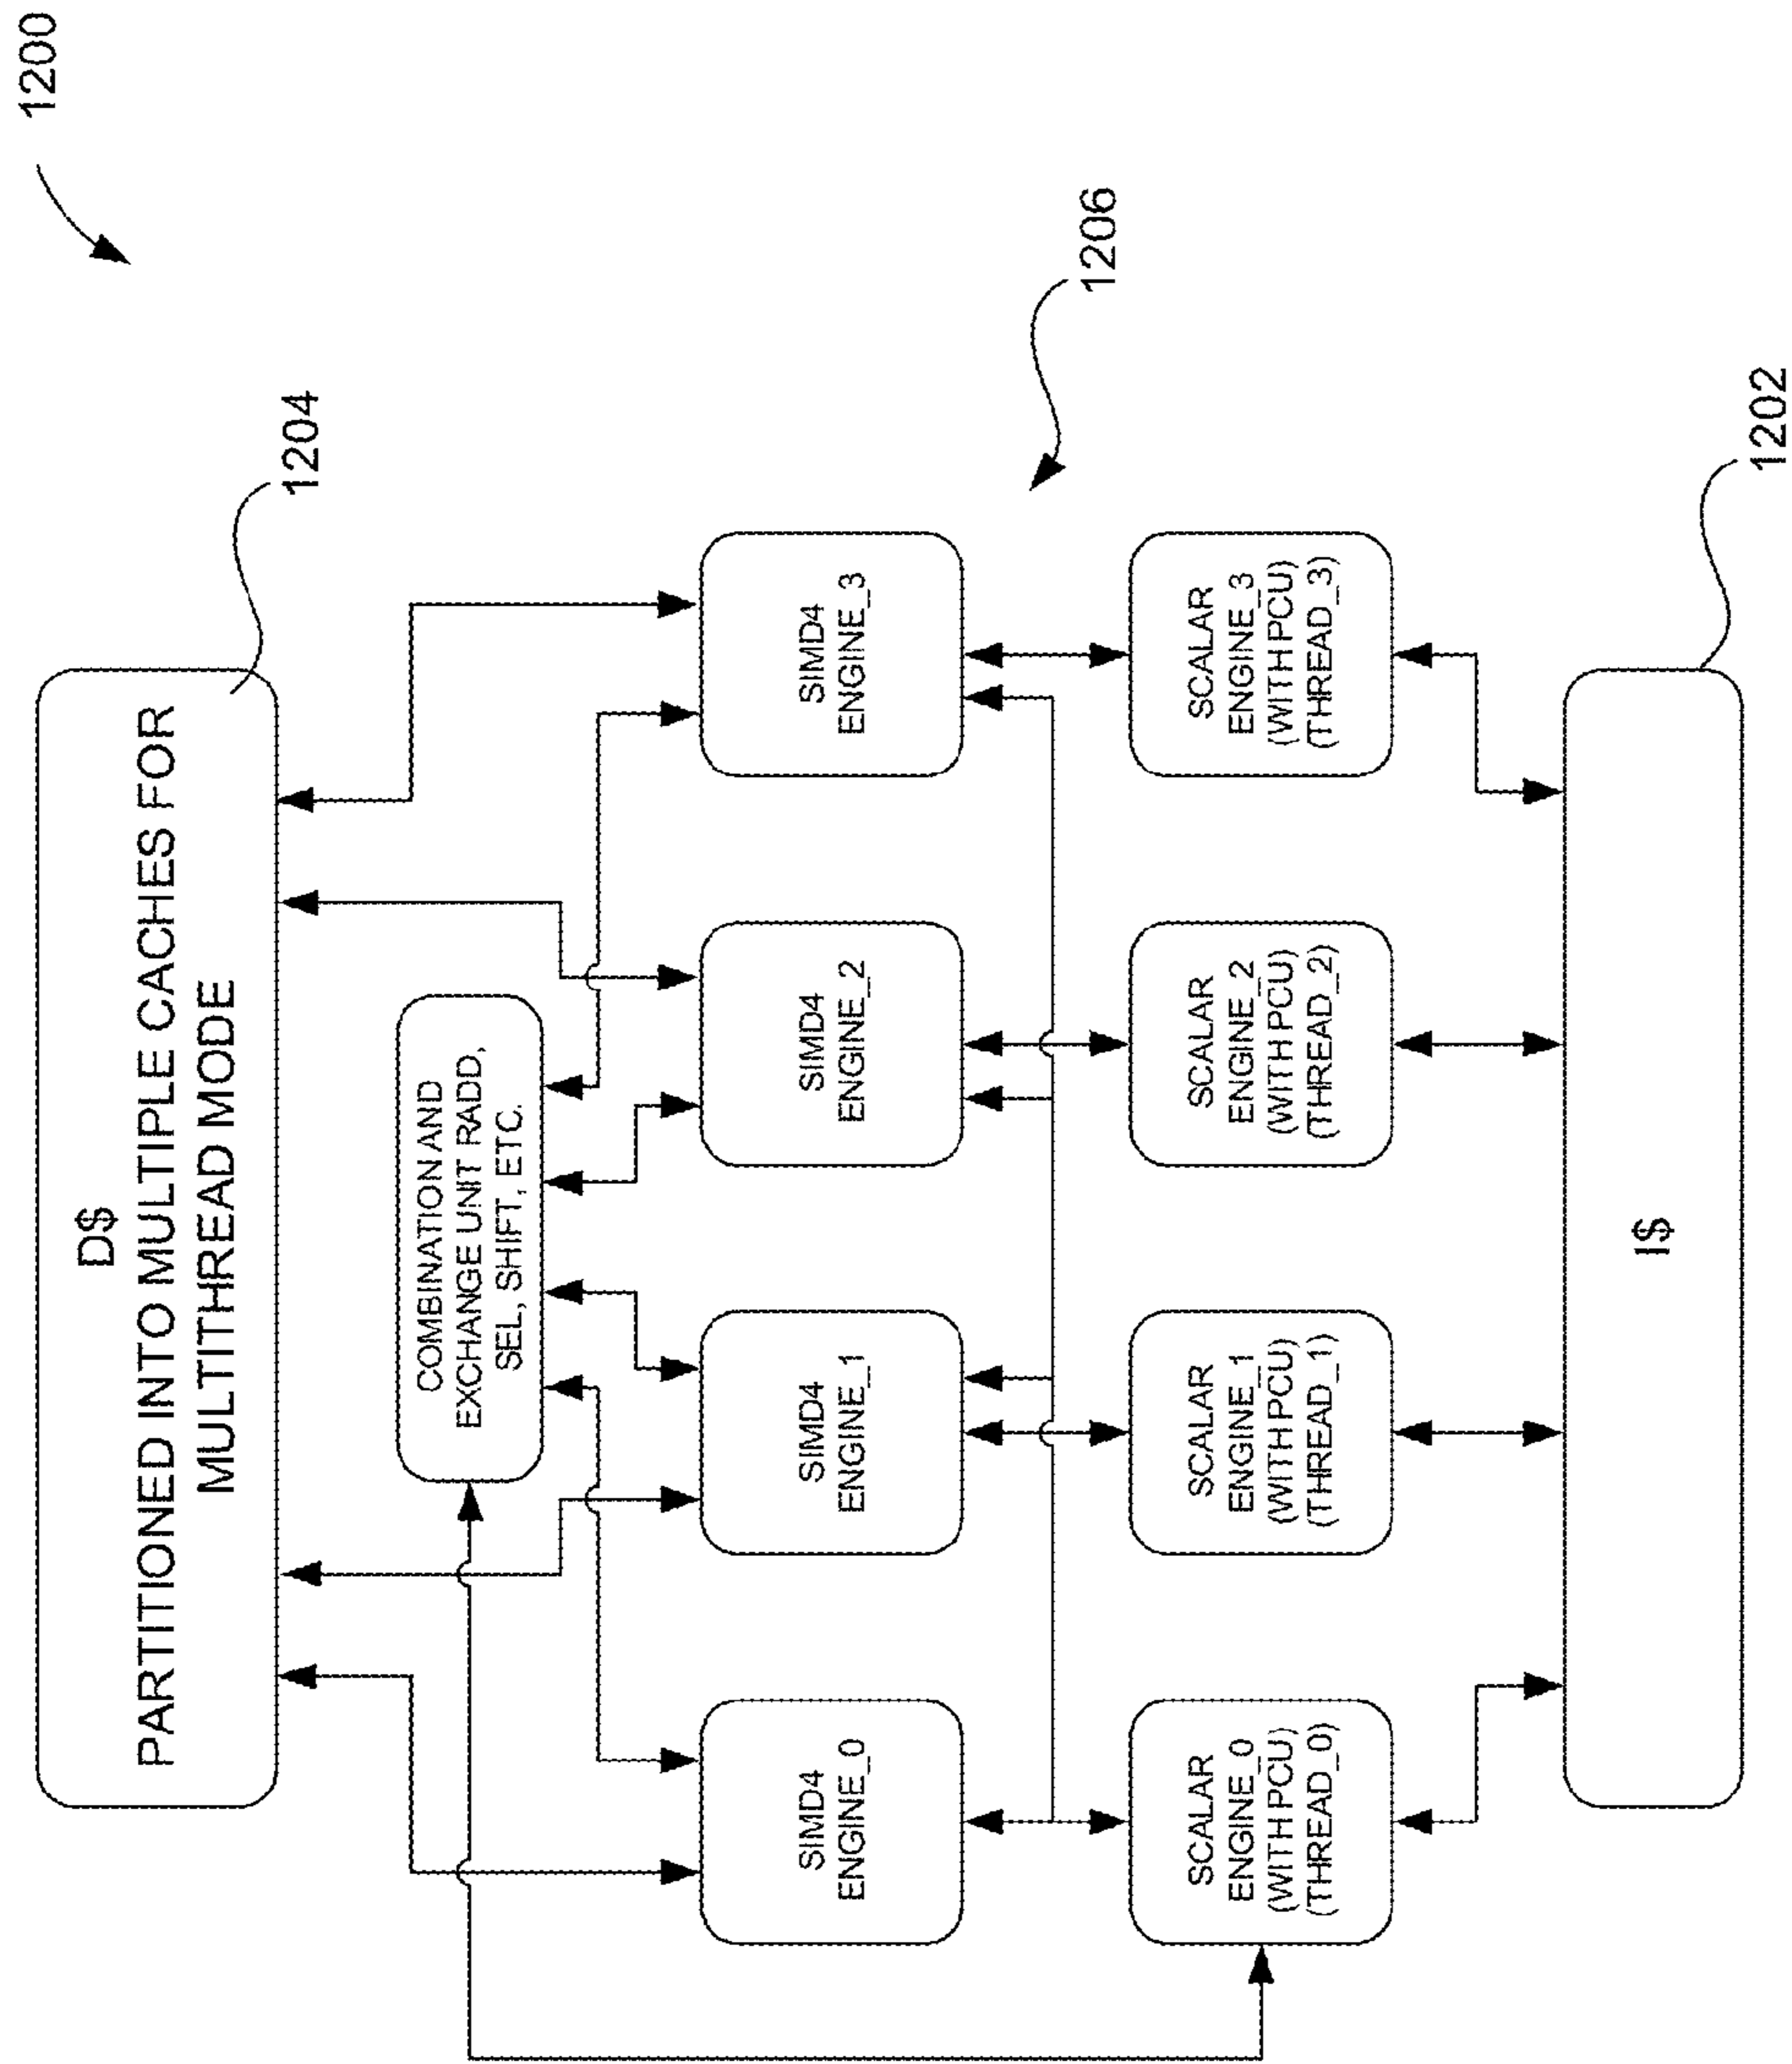 1200
D$
PARTITIONED INTO MULTIPLE CACHES FOR
MULTITHREAD MODE
1204
COMBINATION AND
EXCHANGE UNIT RADD,
SEL, SHIFT, ETC.
SIMD4
ENGINE_0
SIMD4
ENGINE_1
SIMD4
ENGINE_2
SIMD4
ENGINE_3
1206
SCALAR
ENGINE_0
(WITH PCU)
(THREAD_0)
SCALAR
ENGINE_1
(WITH PCU)
(THREAD_1)
SCALAR
ENGINE_2
(WITH PCU)
(THREAD_2)
SCALAR
ENGINE_3
(WITH PCU)
(THREAD_3)
I$
1202